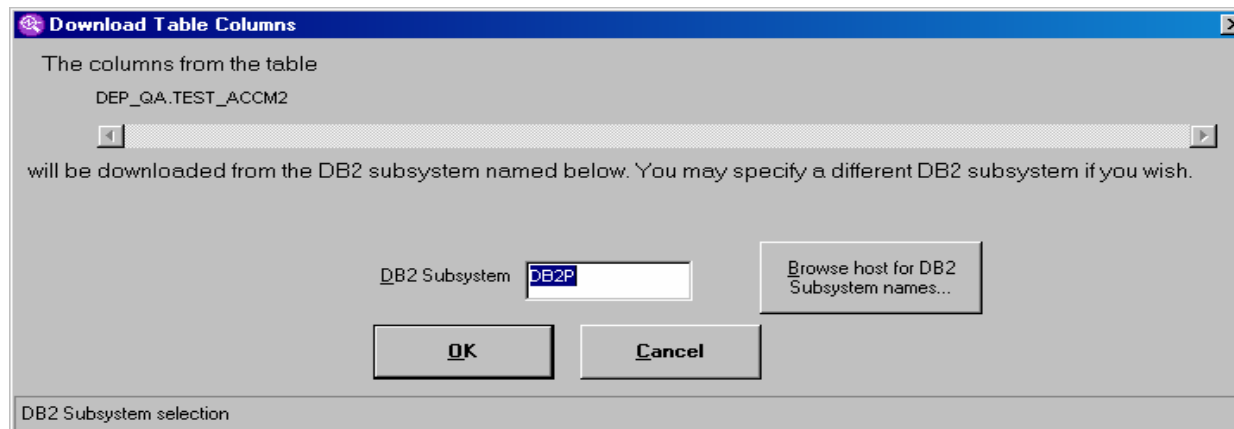 Download Table Columns
The columns from the table
DEP_QA.TEST_ACCM2
will be downloaded from the DB2 subsystem named below. You may specify a different DB2 subsystem if you wish.
DB2 Subsystem DB2P
Browse host for DB2
Subsystem names...
OK Cancel
DB2 Subsystem selection